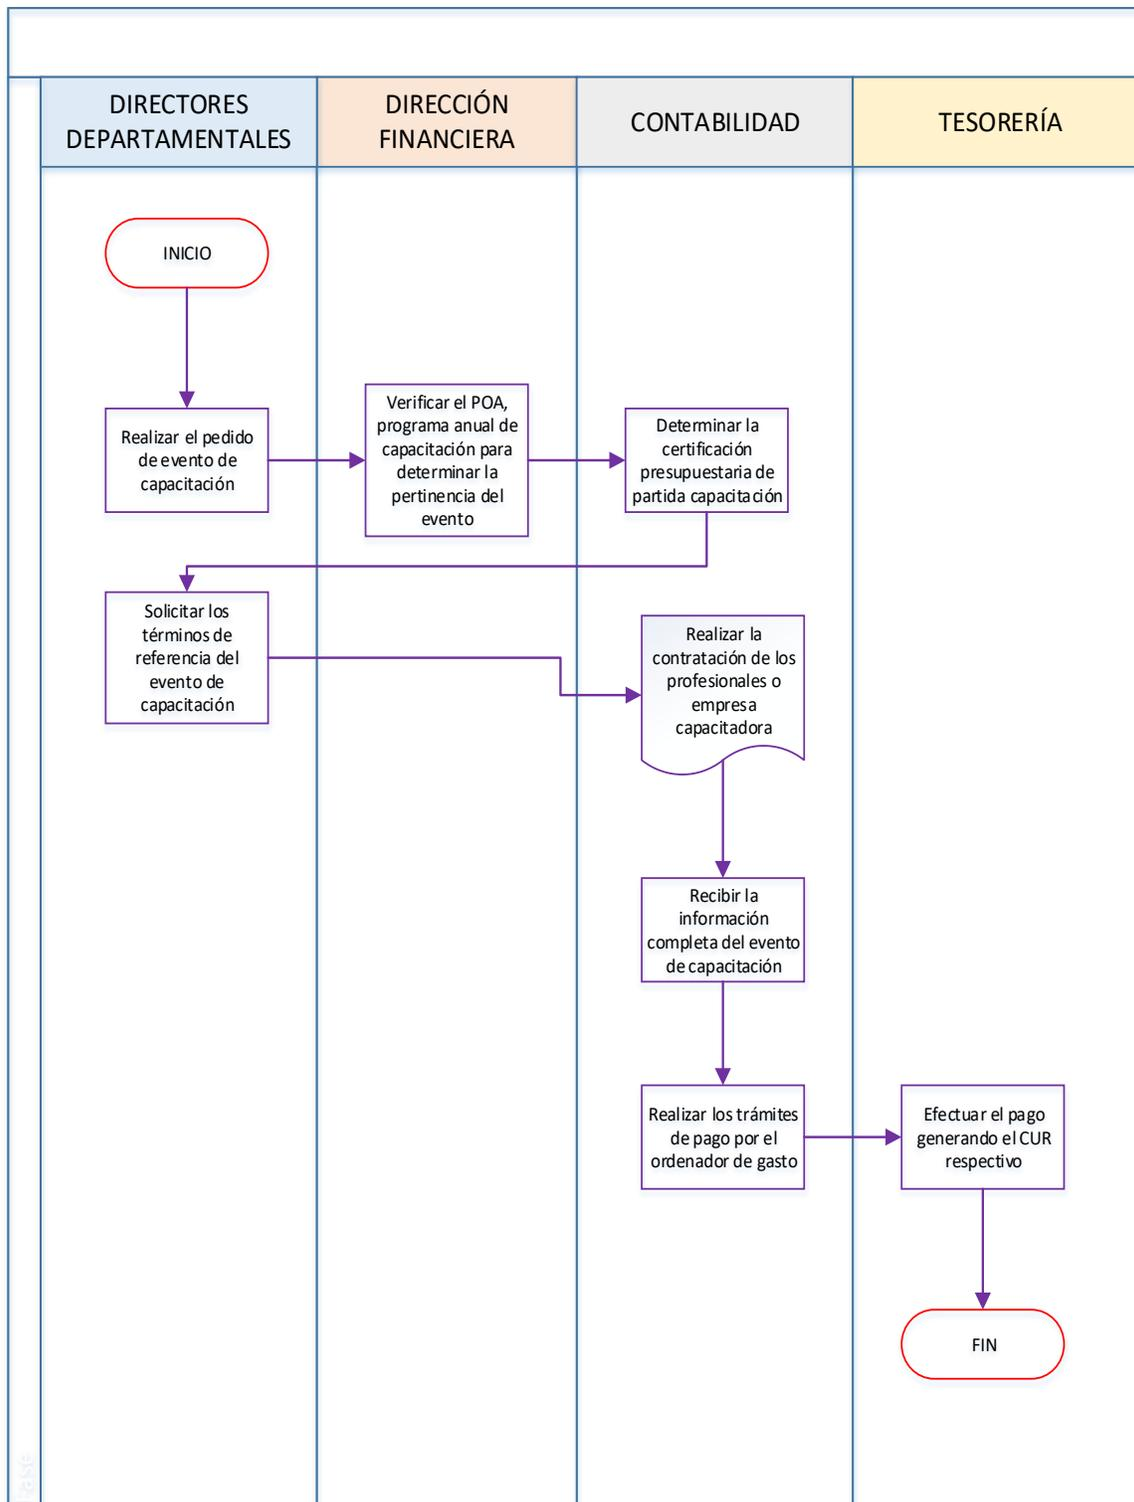 DIRECTORES
DEPARTAMENTALES
DIRECCIÓN
FINANCIERA
CONTABILIDAD
TESORERÍA
INICIO
Realizar el pedido
de evento de
capacitación
Verificar el POA,
programa anual de
capacitación para
determinar la
pertinencia del
evento
Determinar la
certificación
presupuestaria de
partida capacitación
Solicitar los
términos de
referencia del
evento de
capacitación
Realizar la
contratación de los
profesionales o
empresa
capacitadora
Recibir la
información
completa del evento
de capacitación
Realizar los trámites
de pago por el
ordenador de gasto
Efectuar el pago
generando el CUR
respectivo
FIN
Fase